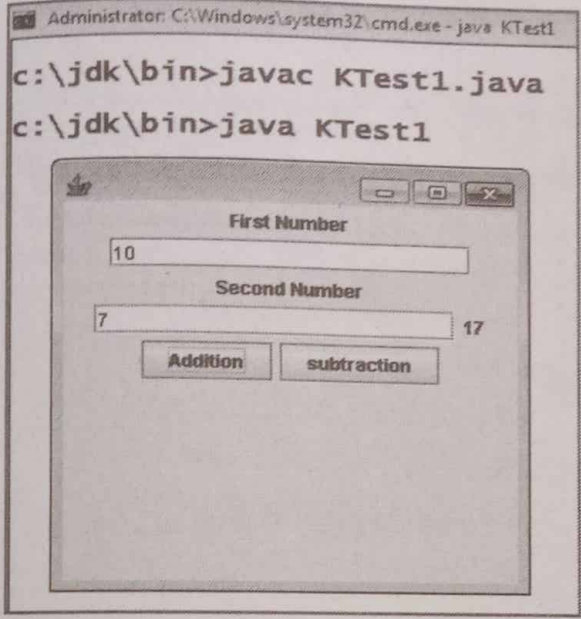 Administrator: C:\Windows\system32\cmd.exe - java KTest1
c:\jdk\bin>javac KTest1.java
c:\jdk\bin>java KTest1
First Number
10
Second Number
7 17
Addition subtraction